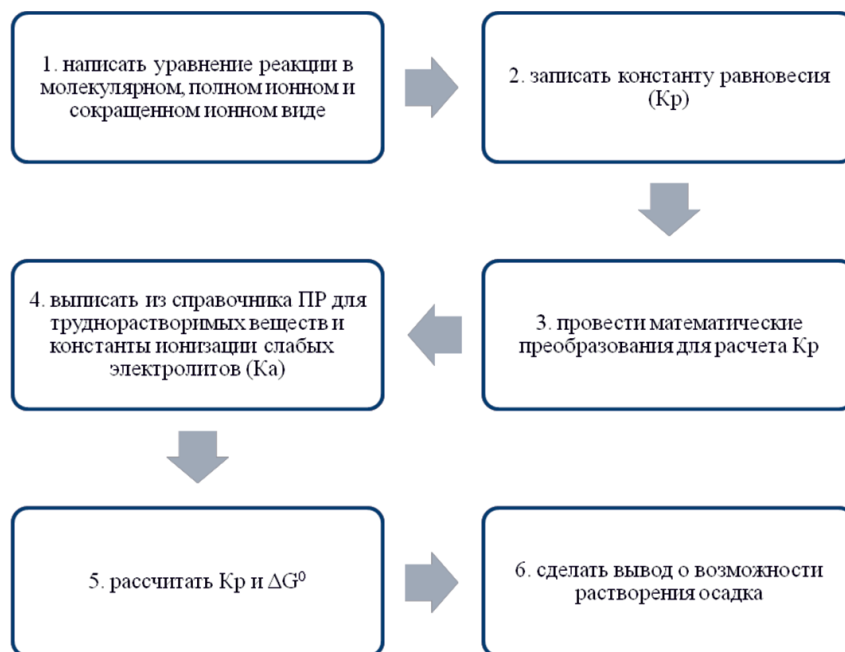 1. написать уравнение реакции в
молекулярном, полном ионном и
сокращенном ионном виде
2. записать константу равновесия
(Кр)
3. провести математические
преобразования для расчета Кр
4. выписать из справочника ПР для
труднорастворимых веществ и
константы ионизации слабых
электролитов (Ка)
5. рассчитать Кр и ΔG⁰
6. сделать вывод о возможности
растворения осадка